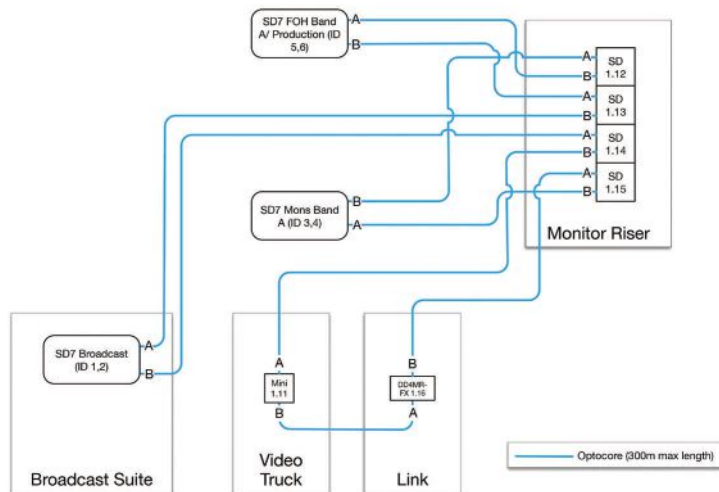 SD7 FOH Band
A/ Production (ID
5,6)
A
B
A
B
SD
1.12
A
B
SD
1.13
A
B
SD
1.14
A
B
SD
1.15
Monitor Riser
SD7 Mons Band
A (ID 3,4)
B
A
SD7 Broadcast
(ID 1,2)
A
B
Broadcast Suite
A
Mini
1.11
B
Video
Truck
B
DD4MR-
FX 1.16
A
Link
Optocore (300m max length)